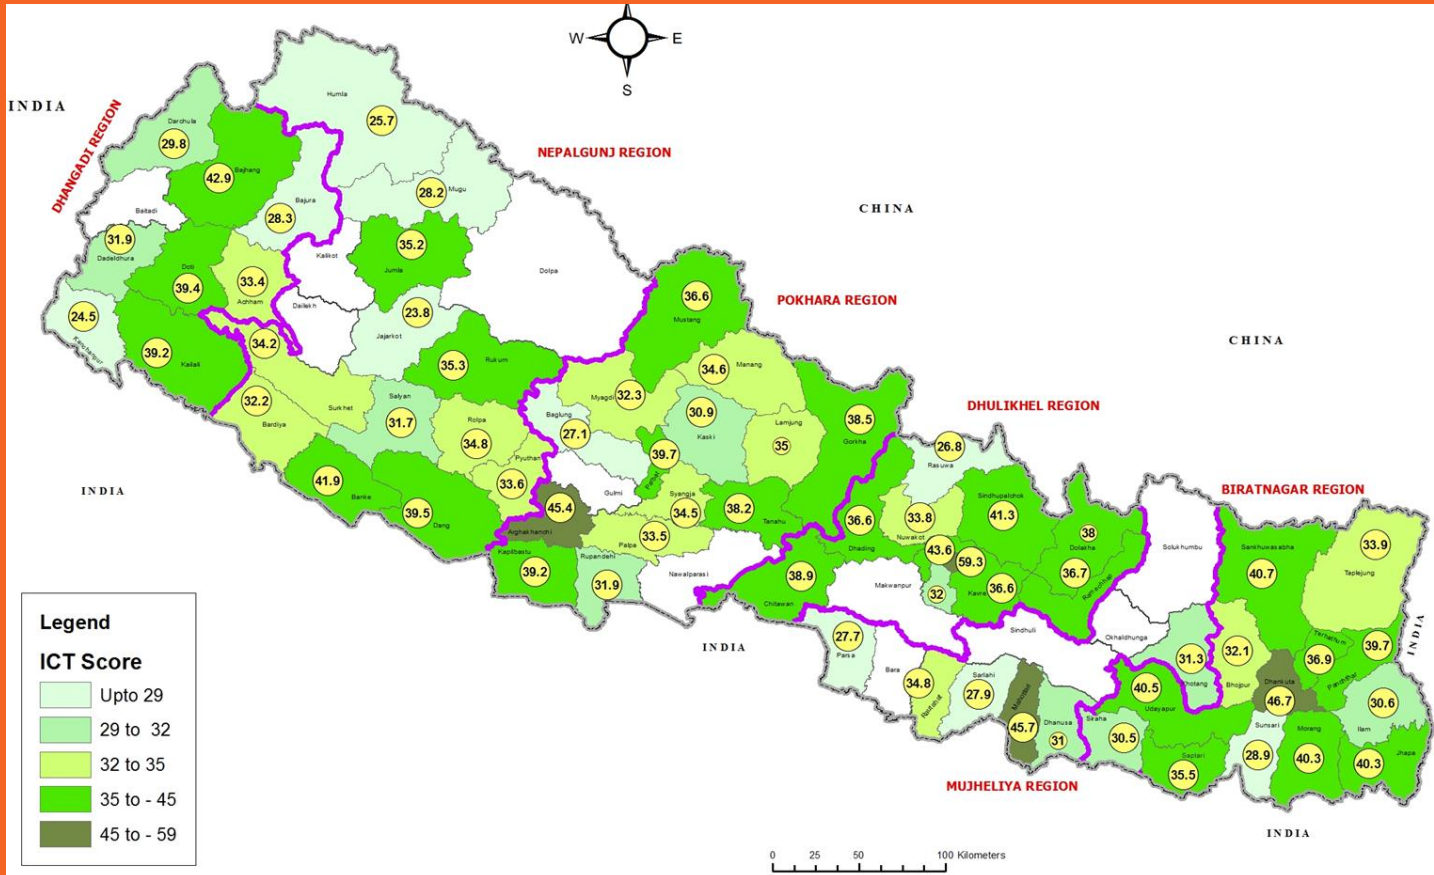 W
E
S
INDIA
DHANGADI REGION
NEPALGUNJ REGION
CHINA
POKHARA REGION
CHINA
DHULIKHEL REGION
BIRATNAGAR REGION
MUJHELIYA REGION
INDIA
INDIA
INDIA
INDIA
Humla
25.7
Darchula
29.8
Bajhang
42.9
Bajura
28.3
Mugu
28.2
Baitadi
31.9
Dadeldhura
Doti
39.4
33.4
Achham
Kalikot
35.2
Jumla
Dolpa
Dailekh
24.5
Kanchanpur
39.2
Kailali
34.2
23.8
Jajarkot
35.3
Rukum
32.2
Bardiya
Surkhet
Salyan
31.7
Rolpa
34.8
Pyuthan
33.6
41.9
Banke
39.5
Dang
36.6
Mustang
34.6
Manang
Myagdi
32.3
Baglung
27.1
30.9
Kaski
Lamjung
35
38.5
Gorkha
39.7
Parbat
Gulmi
45.4
Arghakhanchi
Syangja
34.5
38.2
Tanahu
Palpa
33.5
Kapilbastu
39.2
Rupandehi
31.9
Nawalparasi
26.8
Rasuwa
36.6
Dhading
33.8
Nuwakot
Sindhupalchok
41.3
38
Dolakha
43.6
59.3
36.7
Ramechhap
36.6
Kavre
32
38.9
Chitawan
Makwanpur
Sindhuli
Solukhumbu
Okhaldhunga
31.3
Khotang
27.7
Parsa
Bara
34.8
Rautahat
Sarlahi
27.9
Mahottari
45.7
Dhanusa
31
Siraha
30.5
40.5
Udayapur
Saptari
35.5
Sankhuwasabha
40.7
33.9
Taplejung
32.1
Bhojpur
Terhathum
36.9
39.7
Panchthar
Dhankuta
46.7
30.6
Ilam
Sunsari
28.9
Morang
40.3
40.3
Jhapa
Legend
ICT Score
Upto 29
29 to 32
32 to 35
35 to - 45
45 to - 59
0 25 50 100 Kilometers